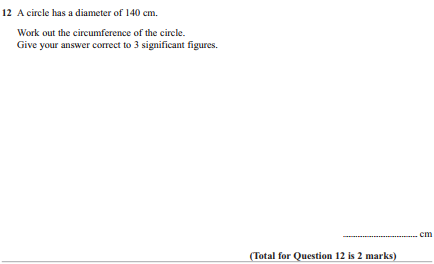 12 A circle has a diameter of 140 cm.
Work out the circumference of the circle.
Give your answer correct to 3 significant figures.
.............................. cm
(Total for Question 12 is 2 marks)